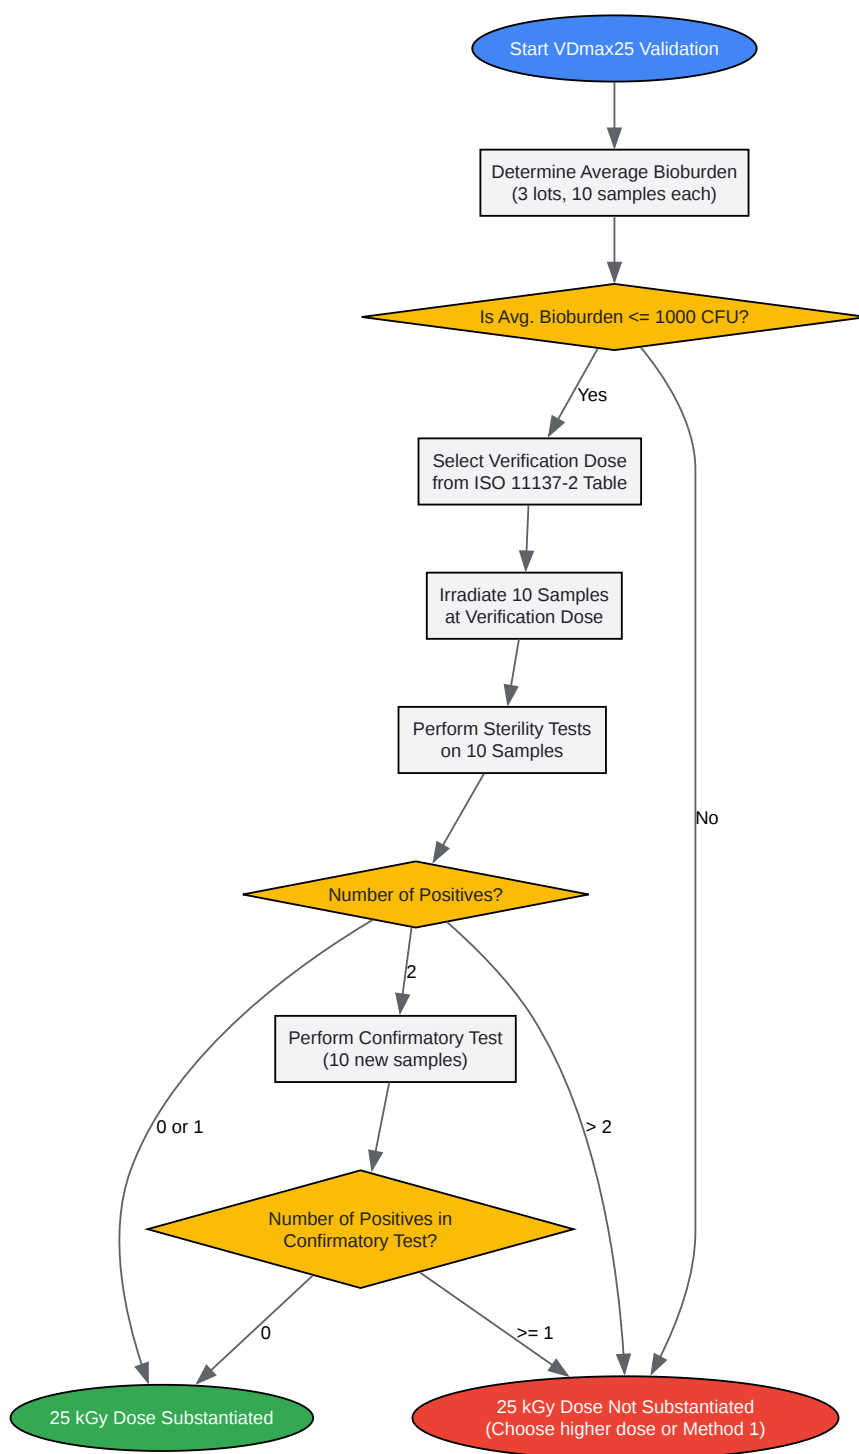 Start VDmax25 Validation
Determine Average Bioburden
(3 lots, 10 samples each)
Is Avg. Bioburden <= 1000 CFU?
Yes
Select Verification Dose
from ISO 11137-2 Table
Irradiate 10 Samples
at Verification Dose
Perform Sterility Tests
on 10 Samples
No
Number of Positives?
2
Perform Confirmatory Test
(10 new samples)
0 or 1
> 2
Number of Positives in
Confirmatory Test?
0
>= 1
25 kGy Dose Substantiated
25 kGy Dose Not Substantiated
(Choose higher dose or Method 1)